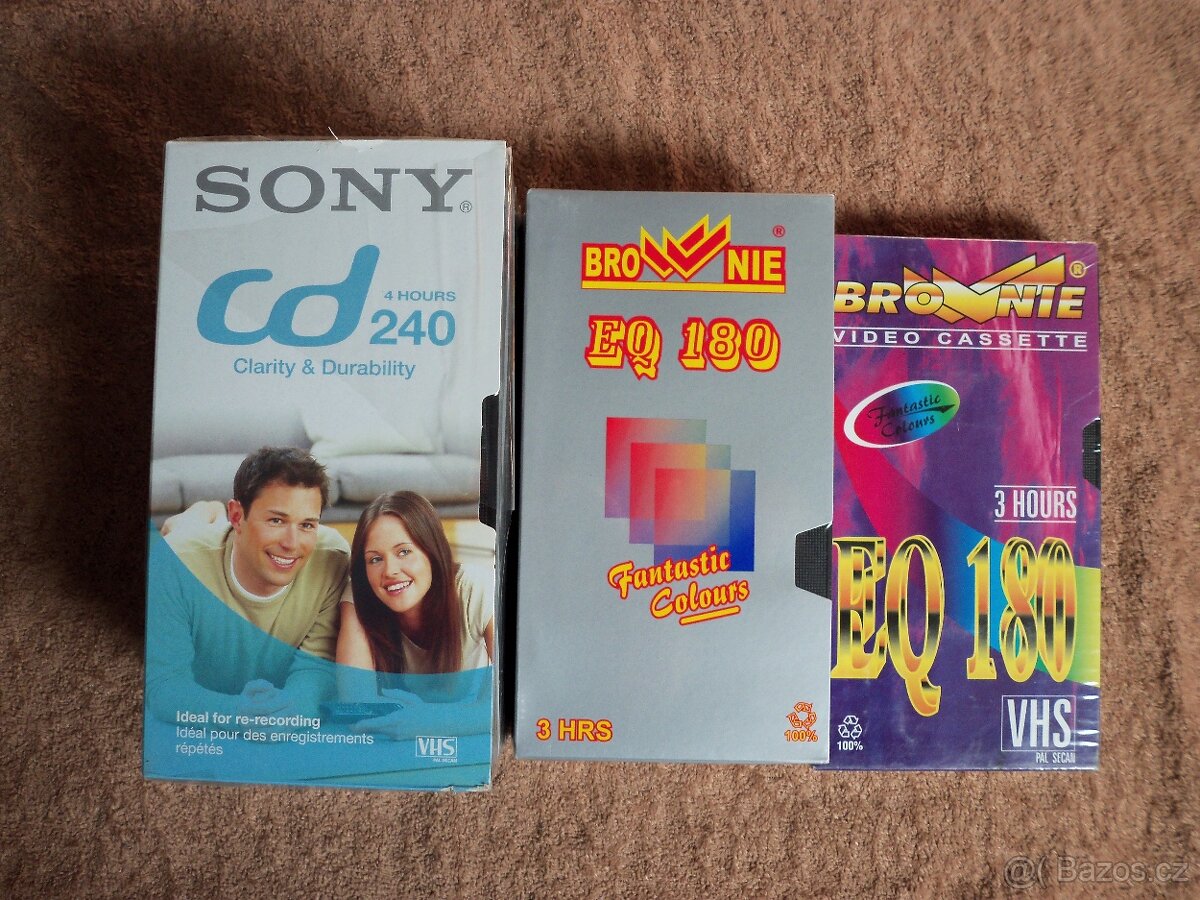 SONY®
cd
4 HOURS
240
Clarity & Durability
Ideal for re-recording
Idéal pour des enregistrements
répétés
VHS
PAL SECAM
BROWNIE®
EQ 180
Fantastic
Colours
3 HRS
100%
BROWNIE®
VIDEO CASSETTE
Fantastic
Colours
3 HOURS
EQ 180
100%
VHS
PAL SECAM
@( Bazos.cz